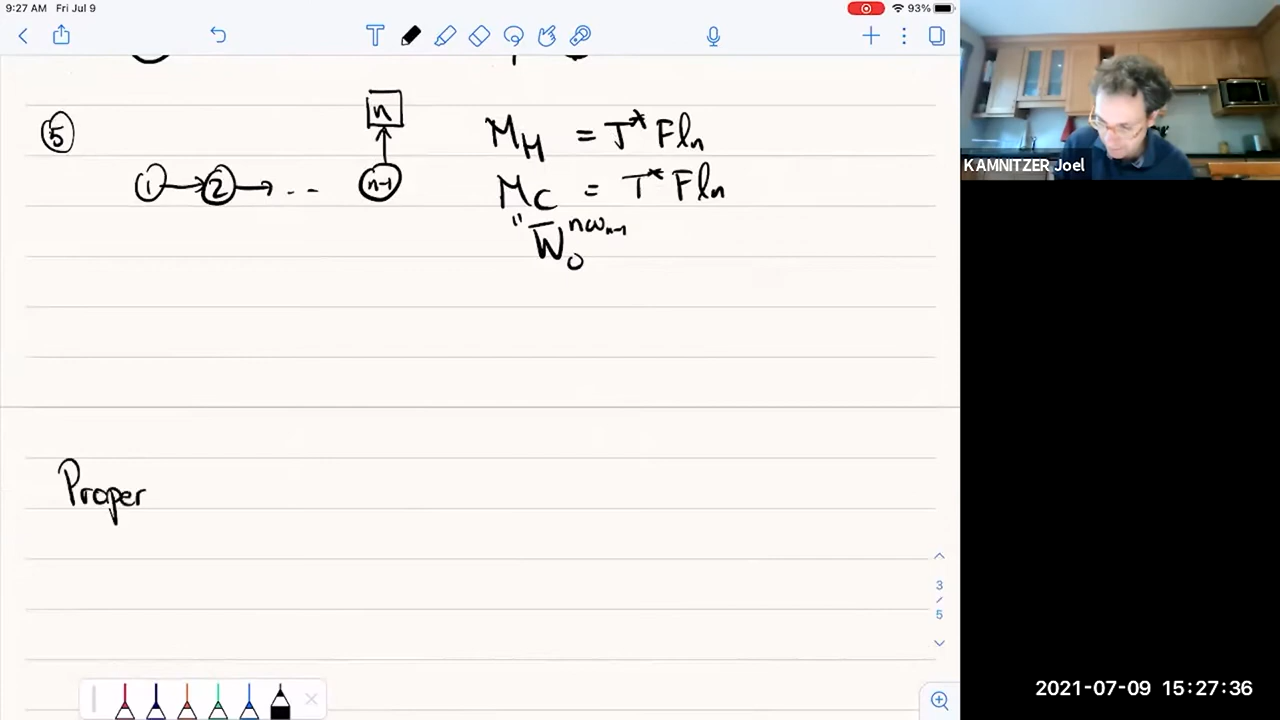 9:27 AM Fri Jul 9
93%
n
⑤
M_H = T* Fl_n
KAMNITZER Joel
① → ② → ... n-1
M_C = T* Fl_n
" W̅_0^{nω_{n-1}}
Proper
3
/
5
2021-07-09 15:27:36